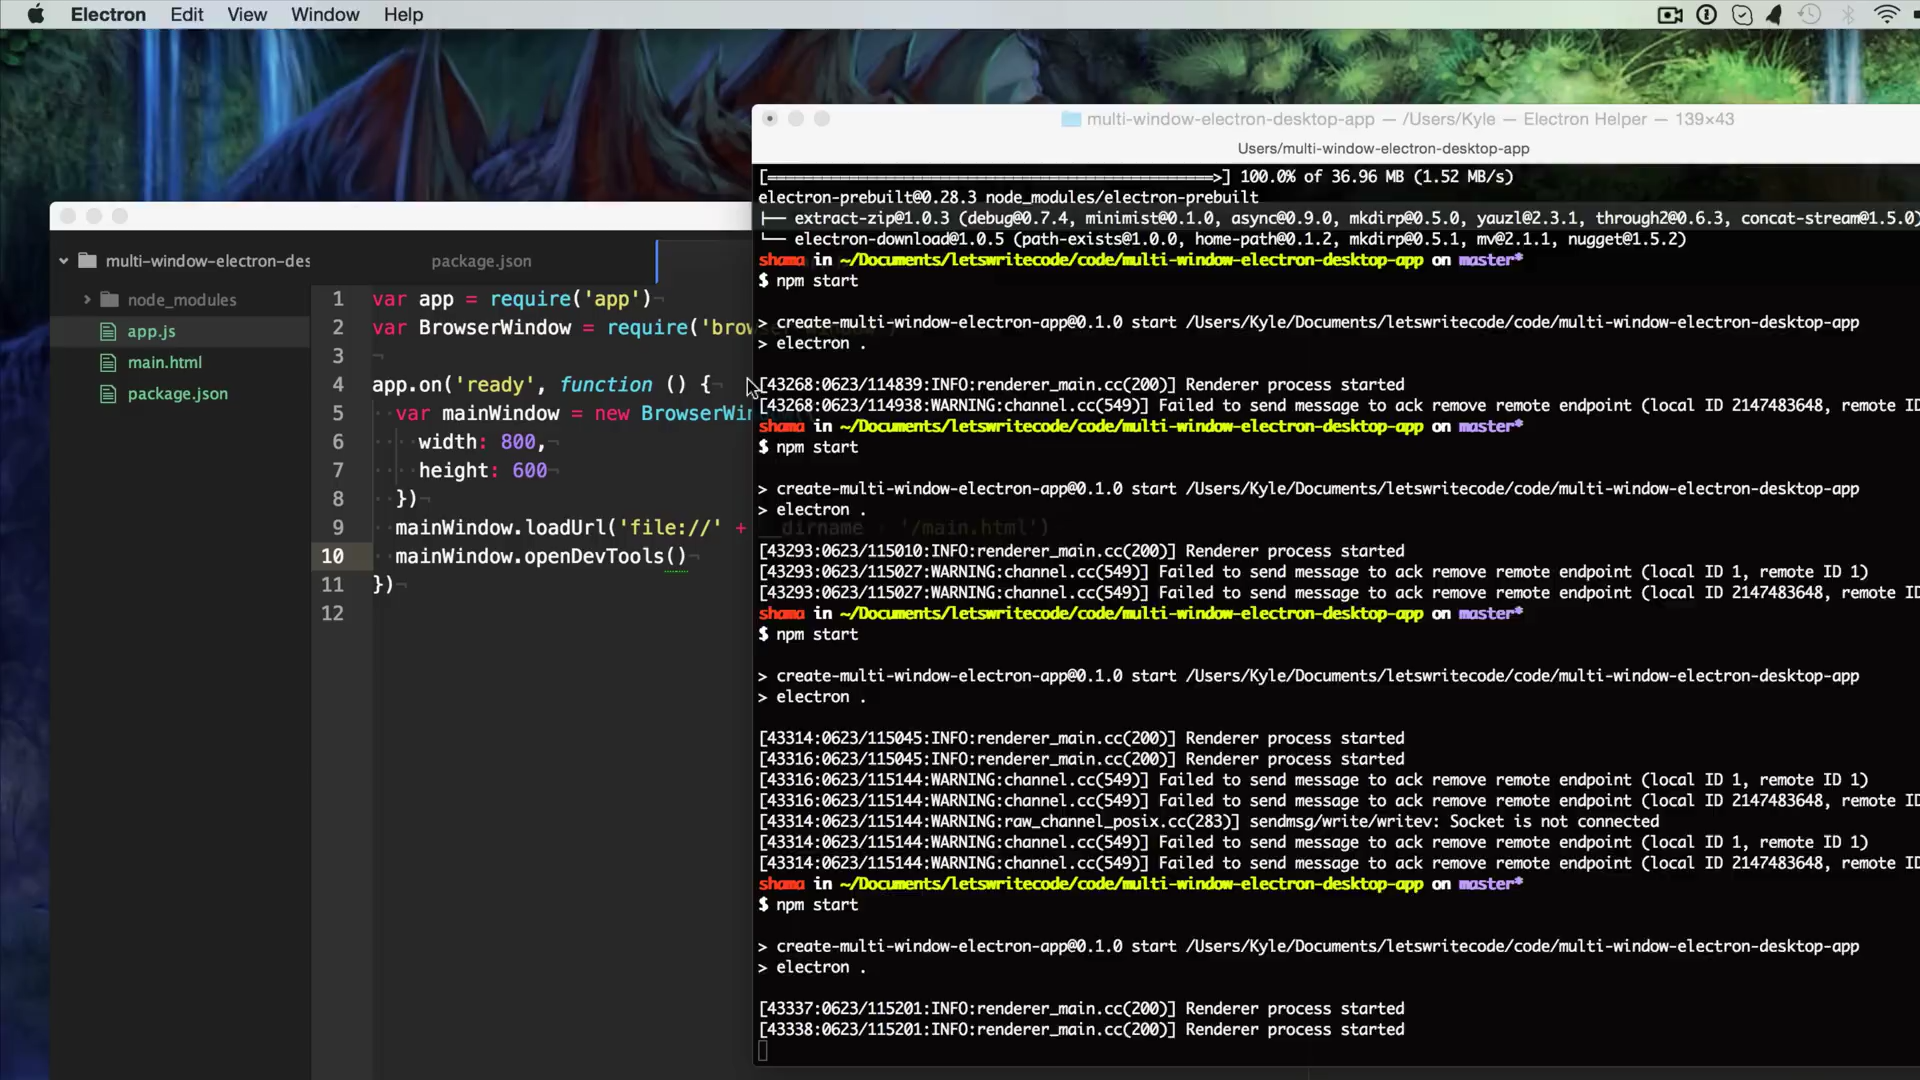 Electron Edit View Window Help
multi-window-electron-desktop-app — /Users/Kyle — Electron Helper — 139×43
Users/multi-window-electron-desktop-app
multi-window-electron-des
node_modules
app.js
main.html
package.json
package.json
1 var app = require('app')
2 var BrowserWindow = require('brow
3
4 app.on('ready', function () {
5 var mainWindow = new BrowserWin
6 width: 800,
7 height: 600
8 })
9 mainWindow.loadUrl('file://' + __dirname + '/main.html')
10 mainWindow.openDevTools()
11 })
12
[=================================================>] 100.0% of 36.96 MB (1.52 MB/s)
electron-prebuilt@0.28.3 node_modules/electron-prebuilt
├── extract-zip@1.0.3 (debug@0.7.4, minimist@0.1.0, async@0.9.0, mkdirp@0.5.0, yauzl@2.3.1, through2@0.6.3, concat-stream@1.5.0)
└── electron-download@1.0.5 (path-exists@1.0.0, home-path@0.1.2, mkdirp@0.5.1, mv@2.1.1, nugget@1.5.2)
shama in ~/Documents/letswritecode/code/multi-window-electron-desktop-app on master*
$ npm start
> create-multi-window-electron-app@0.1.0 start /Users/Kyle/Documents/letswritecode/code/multi-window-electron-desktop-app
> electron .
[43268:0623/114839:INFO:renderer_main.cc(200)] Renderer process started
[43268:0623/114938:WARNING:channel.cc(549)] Failed to send message to ack remove remote endpoint (local ID 2147483648, remote ID
shama in ~/Documents/letswritecode/code/multi-window-electron-desktop-app on master*
$ npm start
> create-multi-window-electron-app@0.1.0 start /Users/Kyle/Documents/letswritecode/code/multi-window-electron-desktop-app
> electron .
[43293:0623/115010:INFO:renderer_main.cc(200)] Renderer process started
[43293:0623/115027:WARNING:channel.cc(549)] Failed to send message to ack remove remote endpoint (local ID 1, remote ID 1)
[43293:0623/115027:WARNING:channel.cc(549)] Failed to send message to ack remove remote endpoint (local ID 2147483648, remote ID
shama in ~/Documents/letswritecode/code/multi-window-electron-desktop-app on master*
$ npm start
> create-multi-window-electron-app@0.1.0 start /Users/Kyle/Documents/letswritecode/code/multi-window-electron-desktop-app
> electron .
[43314:0623/115045:INFO:renderer_main.cc(200)] Renderer process started
[43316:0623/115045:INFO:renderer_main.cc(200)] Renderer process started
[43316:0623/115144:WARNING:channel.cc(549)] Failed to send message to ack remove remote endpoint (local ID 1, remote ID 1)
[43316:0623/115144:WARNING:channel.cc(549)] Failed to send message to ack remove remote endpoint (local ID 2147483648, remote ID
[43314:0623/115144:WARNING:raw_channel_posix.cc(283)] sendmsg/write/writev: Socket is not connected
[43314:0623/115144:WARNING:channel.cc(549)] Failed to send message to ack remove remote endpoint (local ID 1, remote ID 1)
[43314:0623/115144:WARNING:channel.cc(549)] Failed to send message to ack remove remote endpoint (local ID 2147483648, remote ID
shama in ~/Documents/letswritecode/code/multi-window-electron-desktop-app on master*
$ npm start
> create-multi-window-electron-app@0.1.0 start /Users/Kyle/Documents/letswritecode/code/multi-window-electron-desktop-app
> electron .
[43337:0623/115201:INFO:renderer_main.cc(200)] Renderer process started
[43338:0623/115201:INFO:renderer_main.cc(200)] Renderer process started